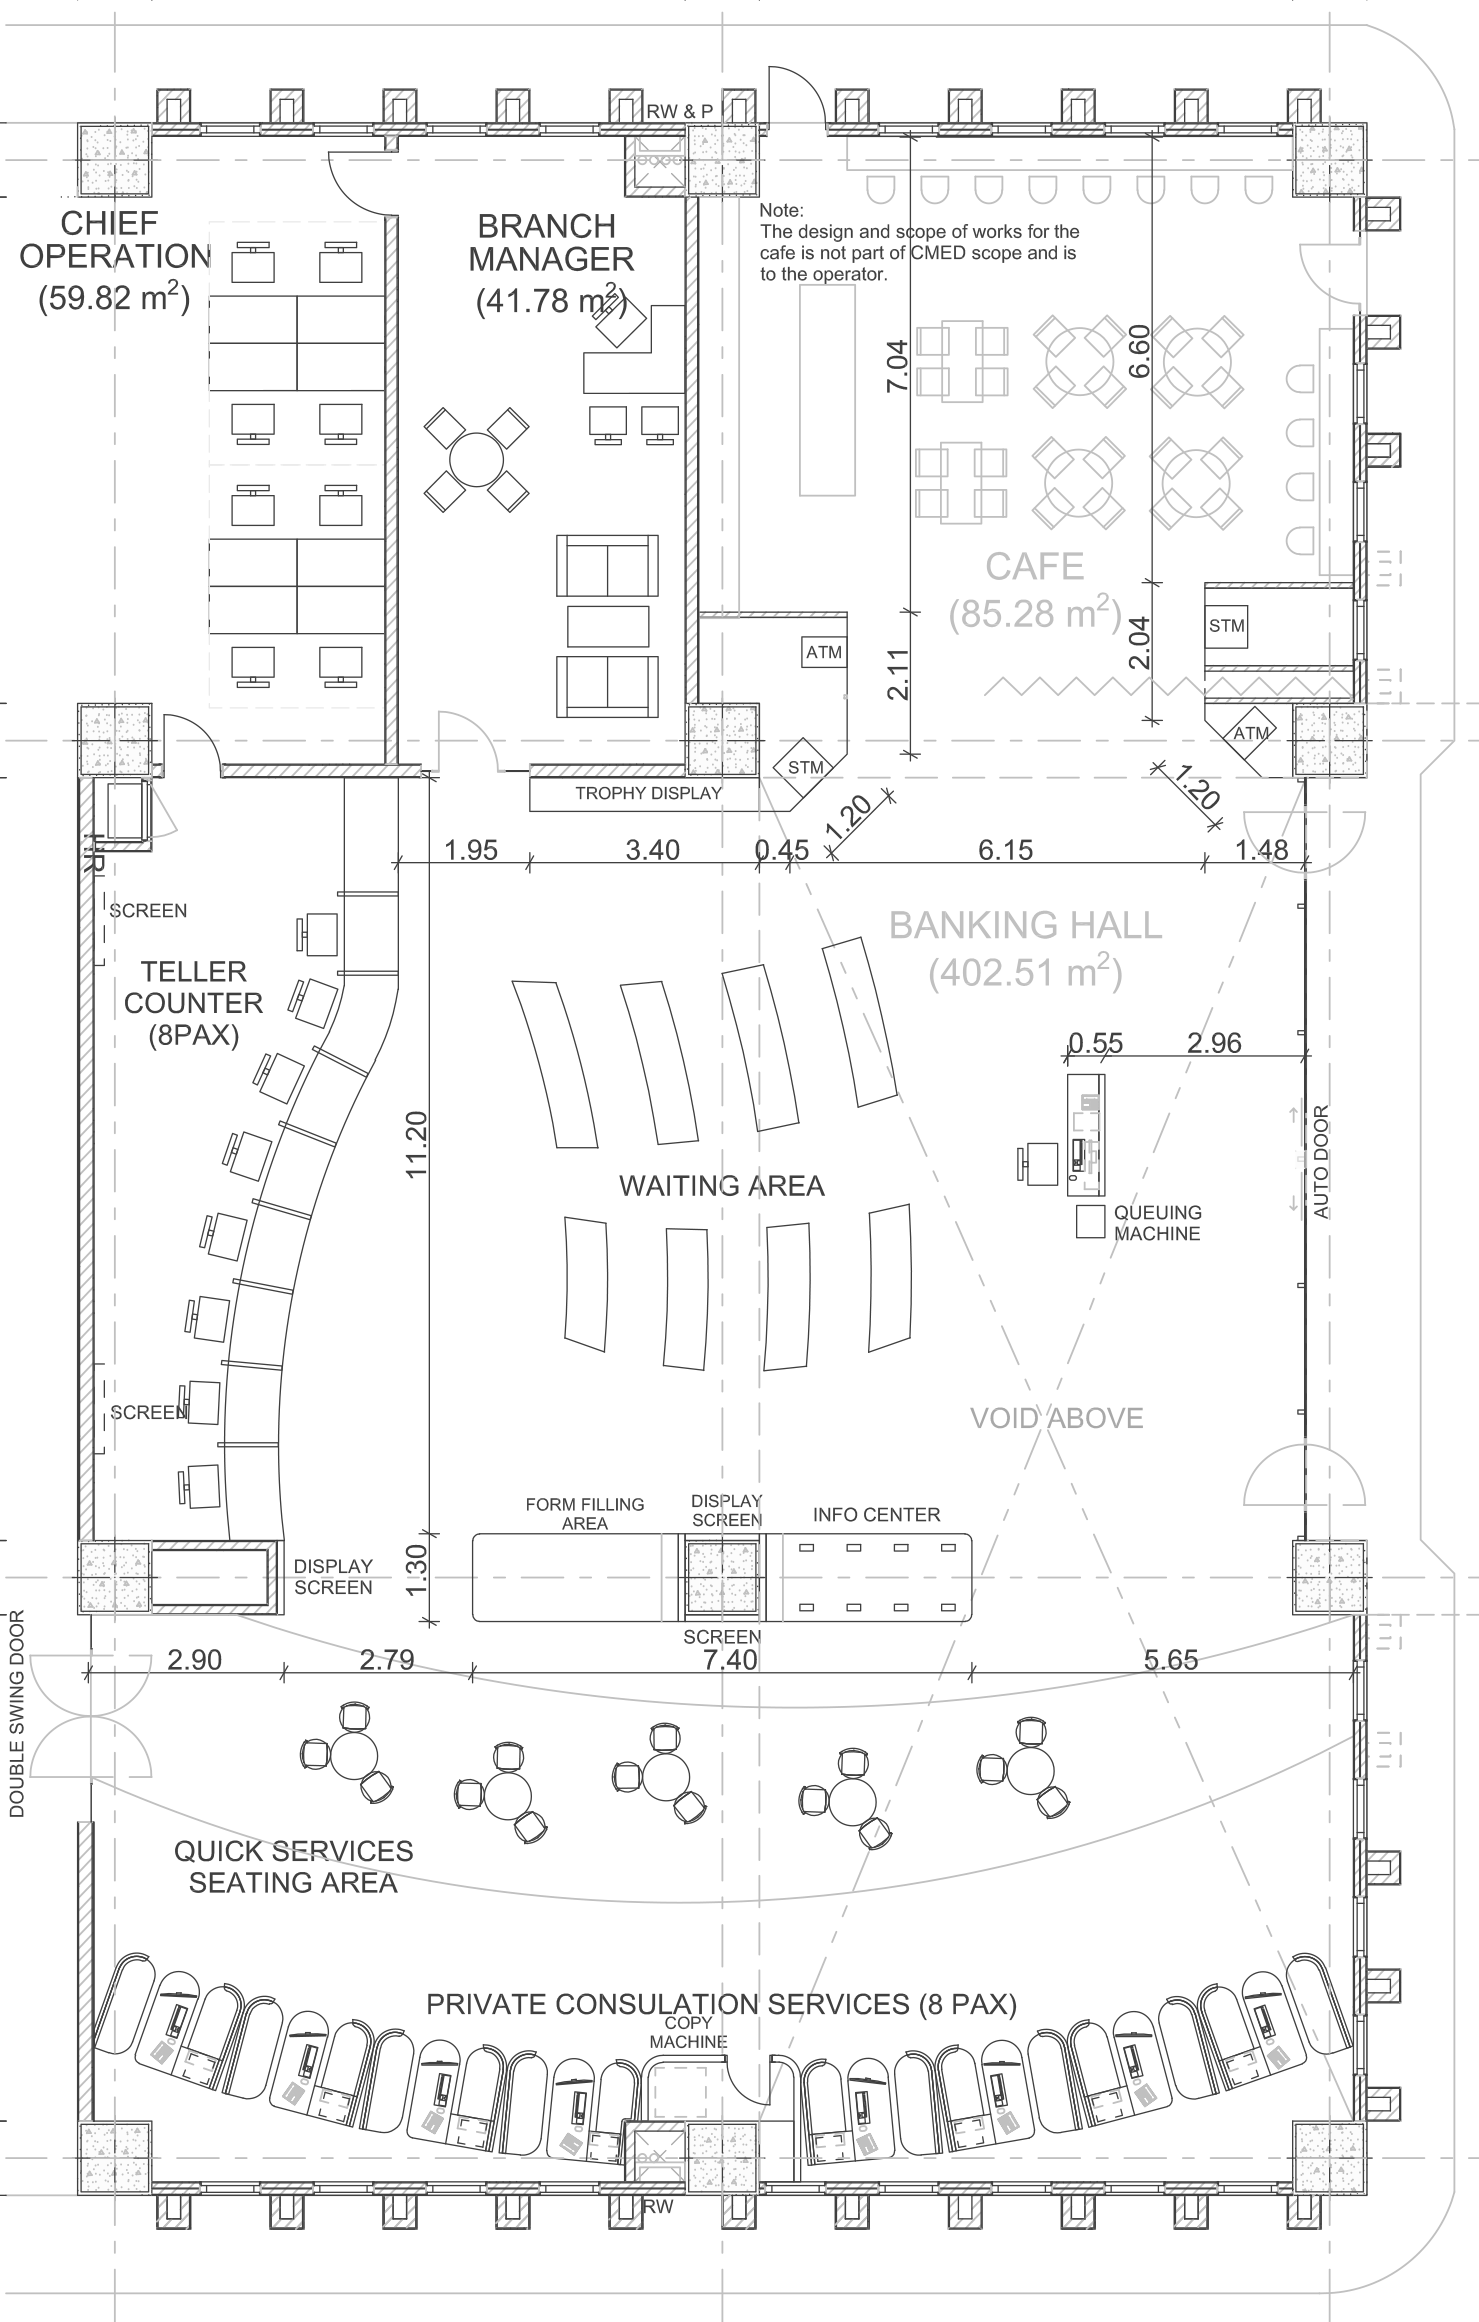 RW & P
CHIEF
OPERATION
(59.82 m²)
BRANCH
MANAGER
(41.78 m²)
Note:
The design and scope of works for the
cafe is not part of CMED scope and is
to the operator.
7.04
6.60
CAFE
(85.28 m²)
2.11
2.04
STM
ATM
ATM
STM
TROPHY DISPLAY
1.20
1.20
1.95
3.40
0.45
6.15
1.48
SCREEN
TELLER
COUNTER
(8PAX)
BANKING HALL
(402.51 m²)
0.55
2.96
11.20
WAITING AREA
AUTO DOOR
QUEUING
MACHINE
SCREEN
VOID ABOVE
FORM FILLING
AREA
DISPLAY
SCREEN
INFO CENTER
DISPLAY
SCREEN
1.30
SCREEN
2.90
2.79
7.40
5.65
DOUBLE SWING DOOR
QUICK SERVICES
SEATING AREA
PRIVATE CONSULATION SERVICES (8 PAX)
COPY
MACHINE
RW